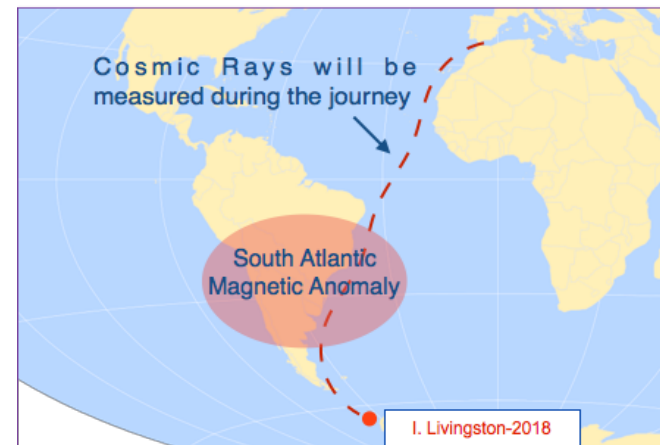 Cosmic Rays will be
measured during the journey
South Atlantic
Magnetic Anomaly
I. Livingston-2018